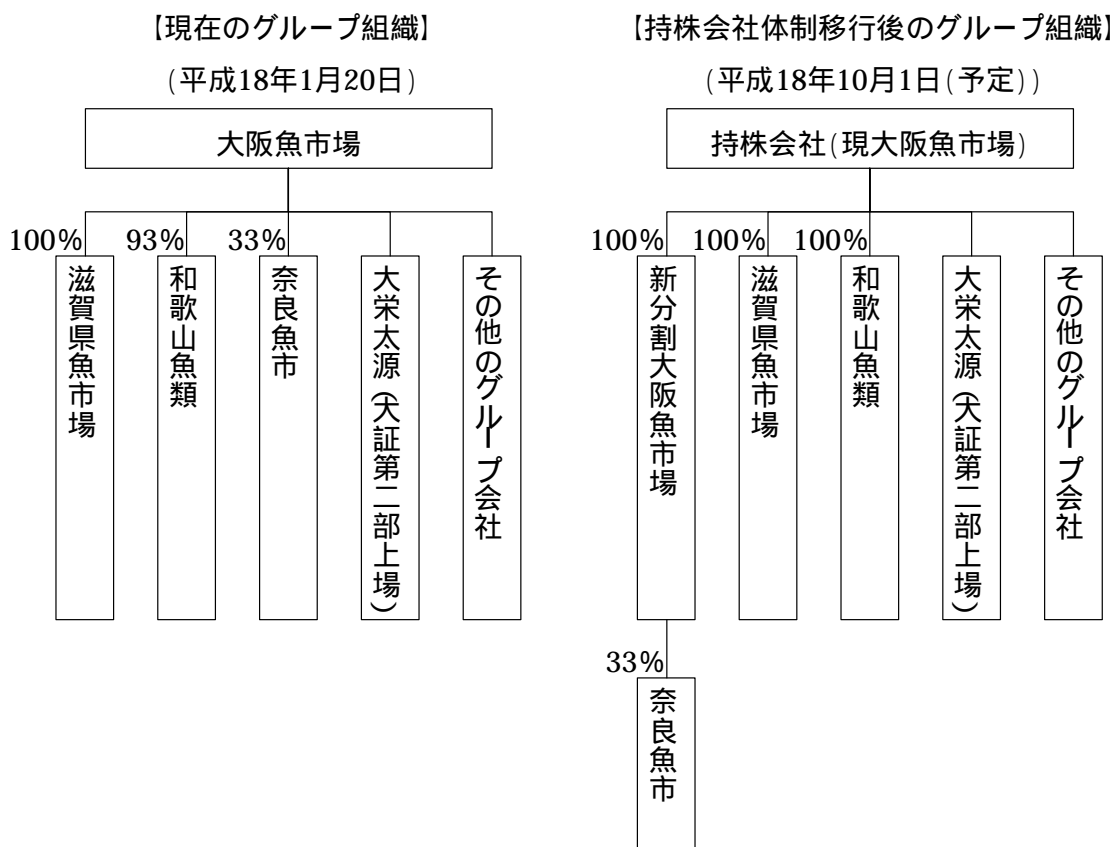 【現在のグループ組織】
(平成18年1月20日)
大阪魚市場
100%
93%
33%
滋賀県魚市場
和歌山魚類
奈良魚市
大栄太源(大証第二部上場)
その他のグループ会社
【持株会社体制移行後のグループ組織】
(平成18年10月1日(予定))
持株会社(現大阪魚市場)
100%
100%
100%
新分割大阪魚市場
滋賀県魚市場
和歌山魚類
大栄太源(大証第二部上場)
その他のグループ会社
33%
奈良魚市